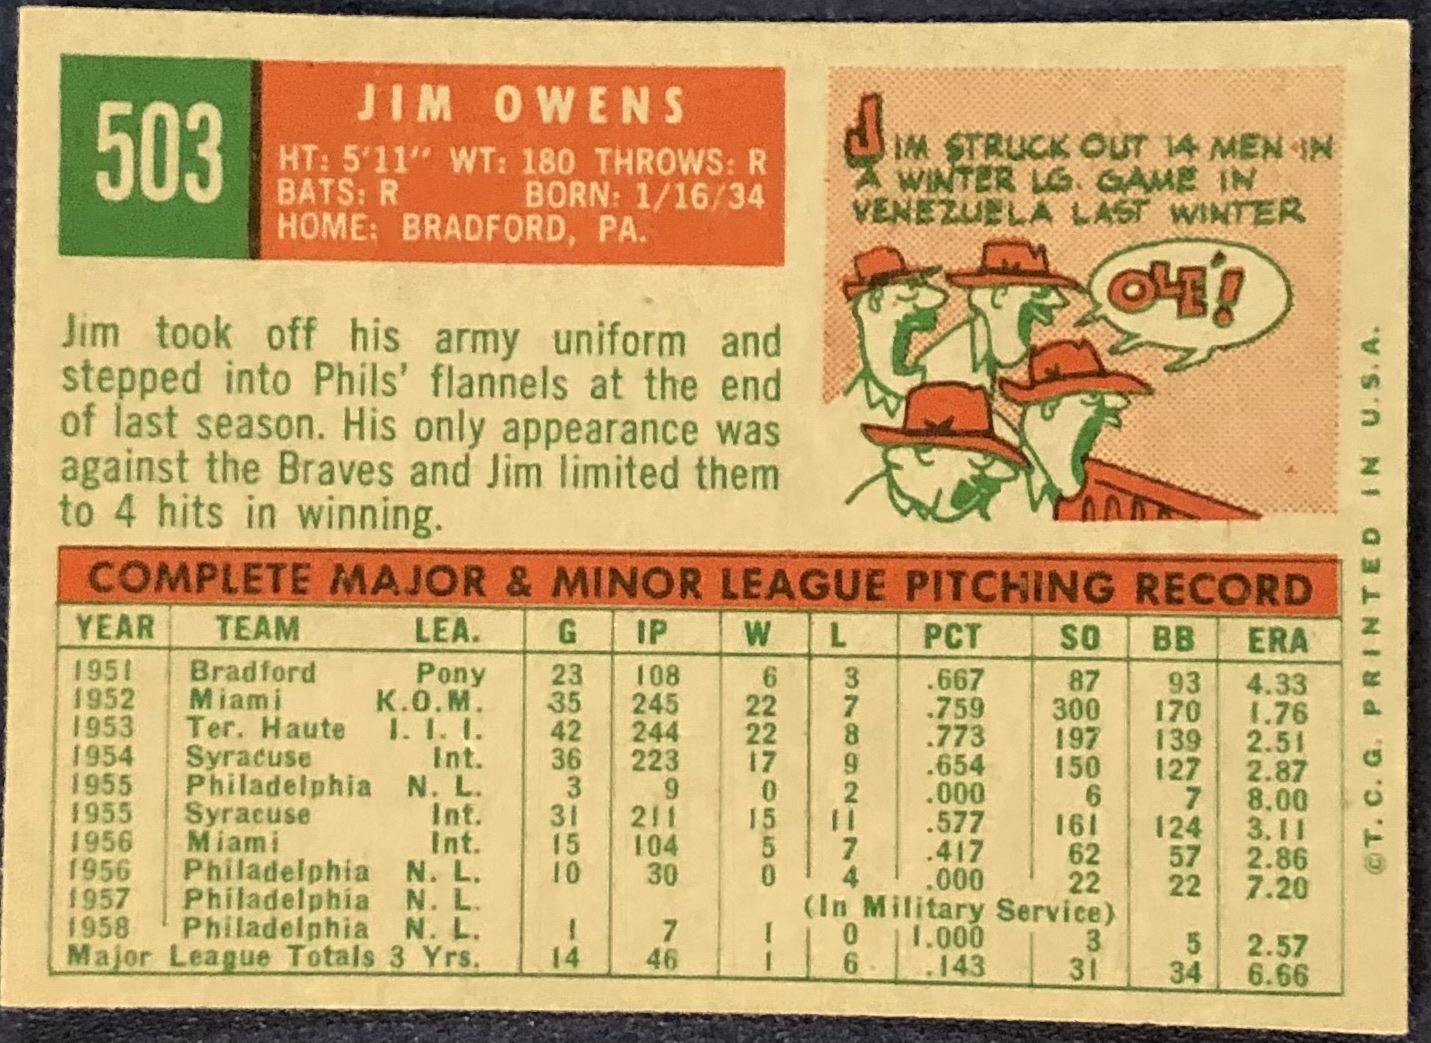 503
JIM OWENS
HT: 5'11" WT: 180 THROWS: R
BATS: R BORN: 1/16/34
HOME: BRADFORD, PA.
JIM STRUCK OUT 14 MEN IN
A WINTER LG. GAME IN
VENEZUELA LAST WINTER
OLÉ!
Jim took off his army uniform and
stepped into Phils' flannels at the end
of last season. His only appearance was
against the Braves and Jim limited them
to 4 hits in winning.
COMPLETE MAJOR & MINOR LEAGUE PITCHING RECORD
YEAR TEAM LEA. G IP W L PCT SO BB ERA
1951 Bradford Pony 23 108 6 3 .667 87 93 4.33
1952 Miami K.O.M. 35 245 22 7 .759 300 170 1.76
1953 Ter. Haute I. I. I. 42 244 22 8 .773 197 139 2.51
1954 Syracuse Int. 36 223 17 9 .654 150 127 2.87
1955 Philadelphia N. L. 3 9 0 2 .000 6 7 8.00
1955 Syracuse Int. 31 211 15 11 .577 161 124 3.11
1956 Miami Int. 15 104 5 7 .417 62 57 2.86
1956 Philadelphia N. L. 10 30 0 4 .000 22 22 7.20
1957 Philadelphia N. L. (In Military Service)
1958 Philadelphia N. L. 1 7 1 0 1.000 3 5 2.57
Major League Totals 3 Yrs. 14 46 1 6 .143 31 34 6.66
©T.C.G. PRINTED IN U.S.A.